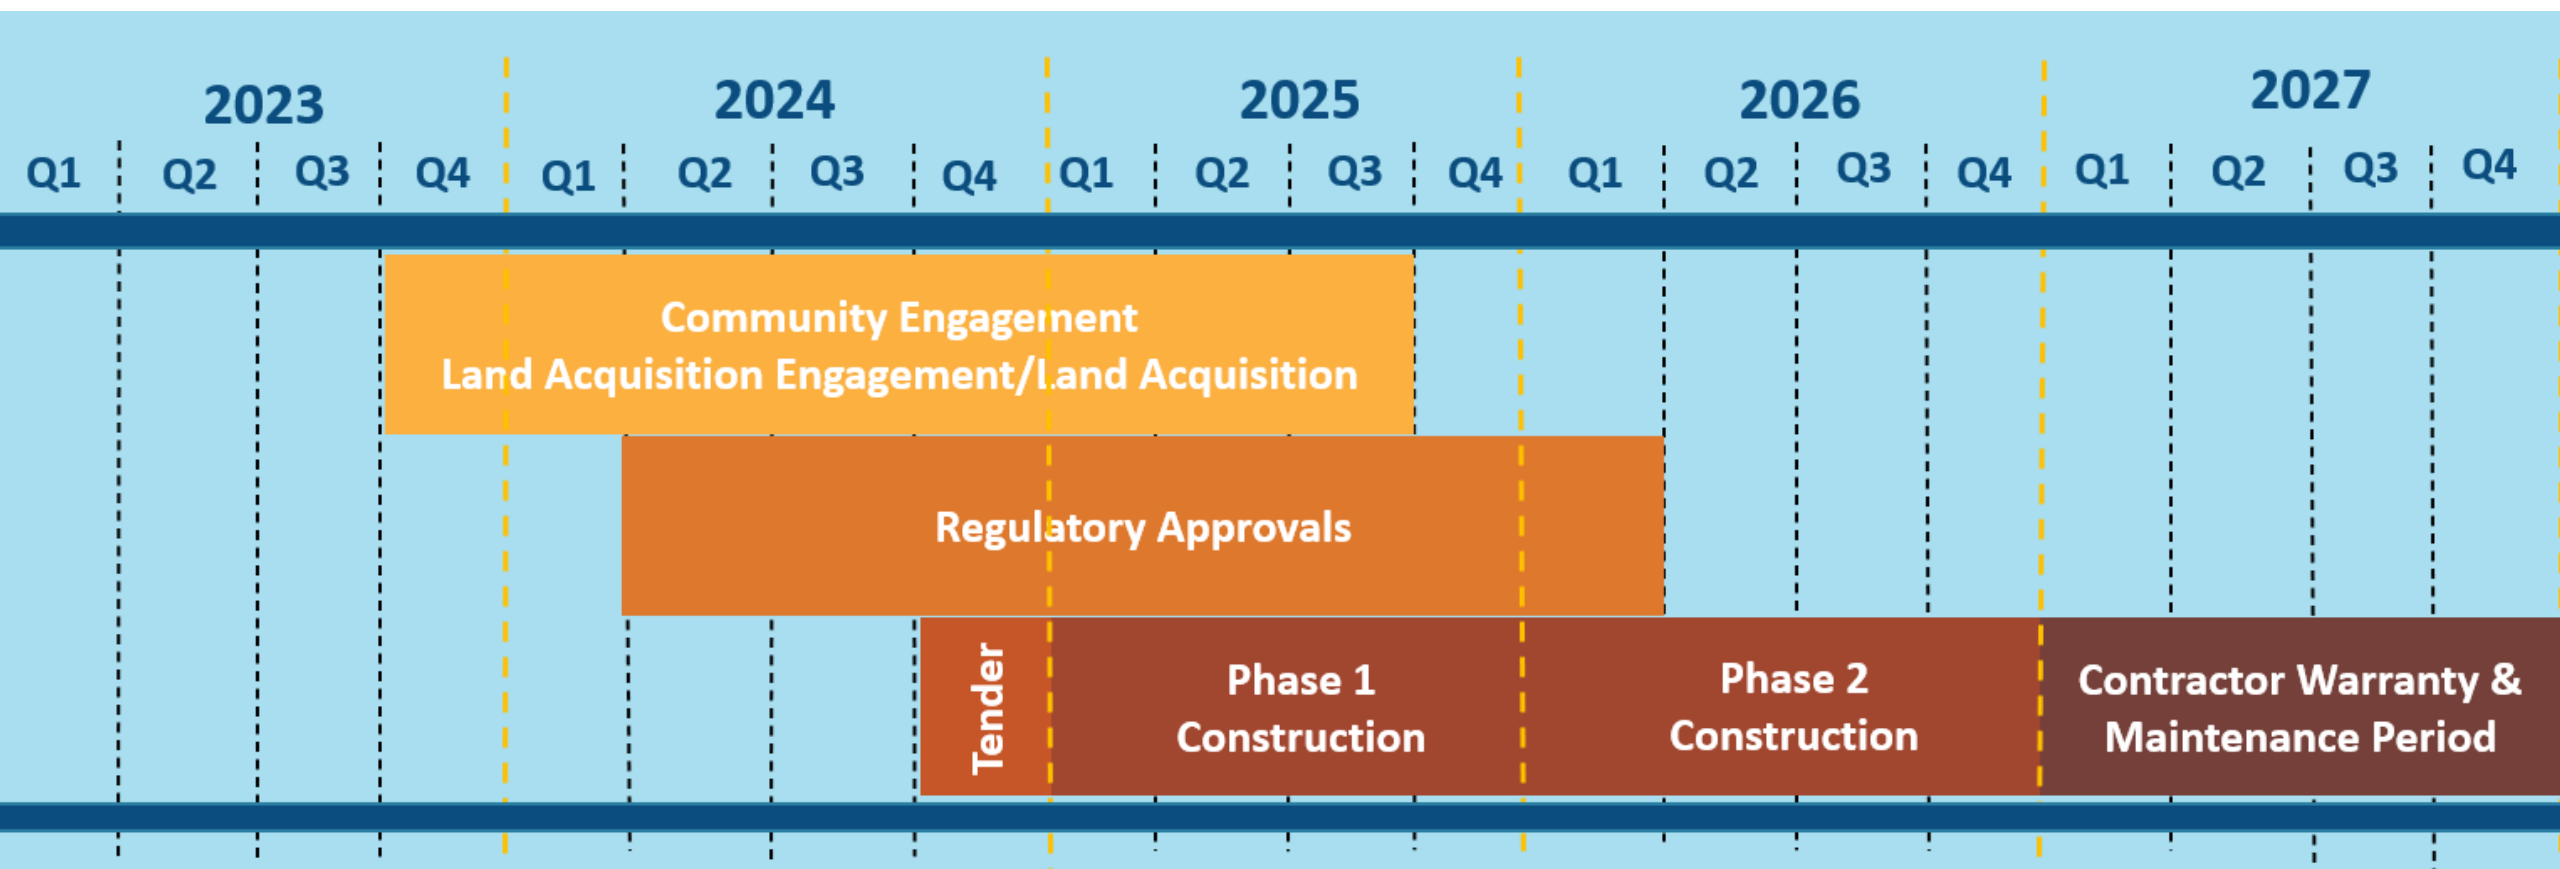 2023 2024 2025 2026 2027
Q1 Q2 Q3 Q4 Q1 Q2 Q3 Q4 Q1 Q2 Q3 Q4 Q1 Q2 Q3 Q4 Q1 Q2 Q3 Q4
Community Engagement
Land Acquisition Engagement/Land Acquisition
Regulatory Approvals
Tender
Phase 1
Construction
Phase 2
Construction
Contractor Warranty &
Maintenance Period